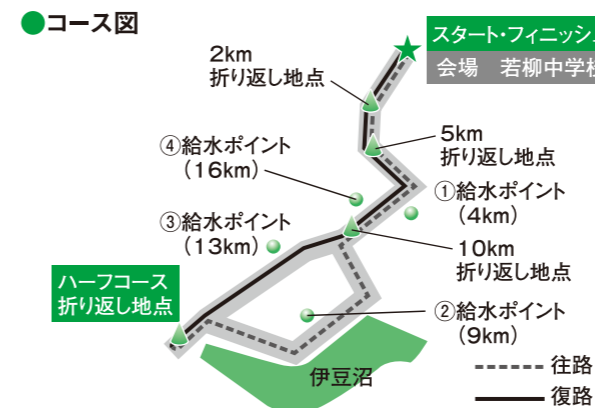 ●コース図
スタート・フィニッシュ
会場　若柳中学校
2km
折り返し地点
5km
折り返し地点
④給水ポイント
（16km）
①給水ポイント
（4km）
③給水ポイント
（13km）
10km
折り返し地点
ハーフコース
折り返し地点
②給水ポイント
（9km）
伊豆沼
往路
復路